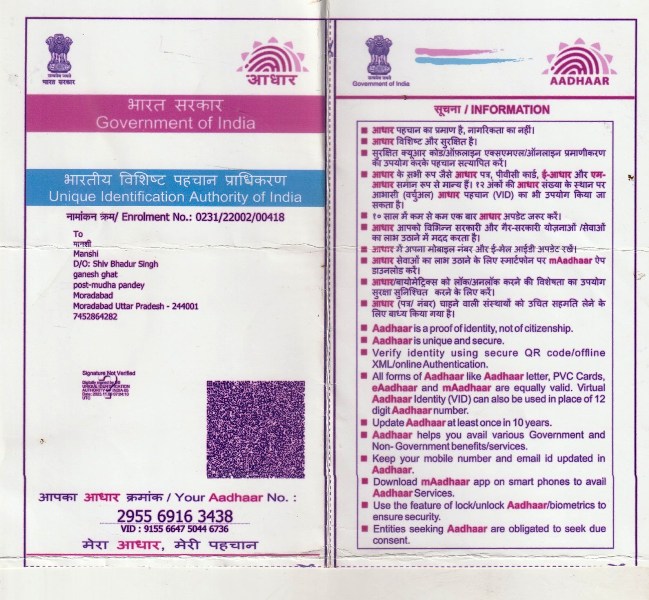 भारत सरकार
आधार
भारत सरकार
Government of India
भारतीय विशिष्ट पहचान प्राधिकरण
Unique Identification Authority of India
नामांकन क्रम/ Enrolment No.: 0231/22002/00418
To
मानशी
Manshi
D/O: Shiv Bhadur Singh
ganesh ghat
post-mudha pandey
Moradabad
Moradabad Uttar Pradesh - 244001
7452864282
Signature Not Verified
आपका आधार क्रमांक / Your Aadhaar No. :
2955 6916 3438
VID : 9155 6647 5044 6736
मेरा आधार, मेरी पहचान
Government of India
AADHAAR
सूचना / INFORMATION
आधार पहचान का प्रमाण है, नागरिकता का नहीं।
आधार विशिष्ट और सुरक्षित है।
सुरक्षित क्यूआर कोड/ऑफ़लाइन एक्सएमएल/ऑनलाइन प्रमाणीकरण
का उपयोग करके पहचान सत्यापित करें।
आधार के सभी रूप जैसे आधार पत्र, पीवीसी कार्ड, ई-आधार और एम-
आधार समान रूप से मान्य हैं। १२ अंकों की आधार संख्या के स्थान पर
आभासी (वर्चुअल) आधार पहचान (VID) का भी उपयोग किया जा
सकता है।
१० साल में कम से कम एक बार आधार अपडेट जरूर करें।
आधार आपको विभिन्न सरकारी और गैर-सरकारी योजनाओं /सेवाओं
का लाभ उठाने में मदद करता है।
आधार में अपना मोबाइल नंबर और ई-मेल आईडी अपडेट रखें।
आधार सेवाओं का लाभ उठाने के लिए स्मार्टफोन पर mAadhaar ऐप
डाउनलोड करें।
आधार/बायोमेट्रिक्स को लॉक/अनलॉक करने की विशेषता का उपयोग
सुरक्षा सुनिश्चित करने के लिए करें।
आधार (पत्र/ नंबर) चाहने वाली संस्थायों को उचित सहमति लेने के
लिए बाध्य किया गया है।
Aadhaar is a proof of identity, not of citizenship.
Aadhaar is unique and secure.
Verify identity using secure QR code/offline
XML/online Authentication.
All forms of Aadhaar like Aadhaar letter, PVC Cards,
eAadhaar and mAadhaar are equally valid. Virtual
Aadhaar Identity (VID) can also be used in place of 12
digit Aadhaar number.
Update Aadhaar at least once in 10 years.
Aadhaar helps you avail various Government and
Non- Government benefits/services.
Keep your mobile number and email id updated in
Aadhaar.
Download mAadhaar app on smart phones to avail
Aadhaar Services.
Use the feature of lock/unlock Aadhaar/biometrics to
ensure security.
Entities seeking Aadhaar are obligated to seek due
consent.